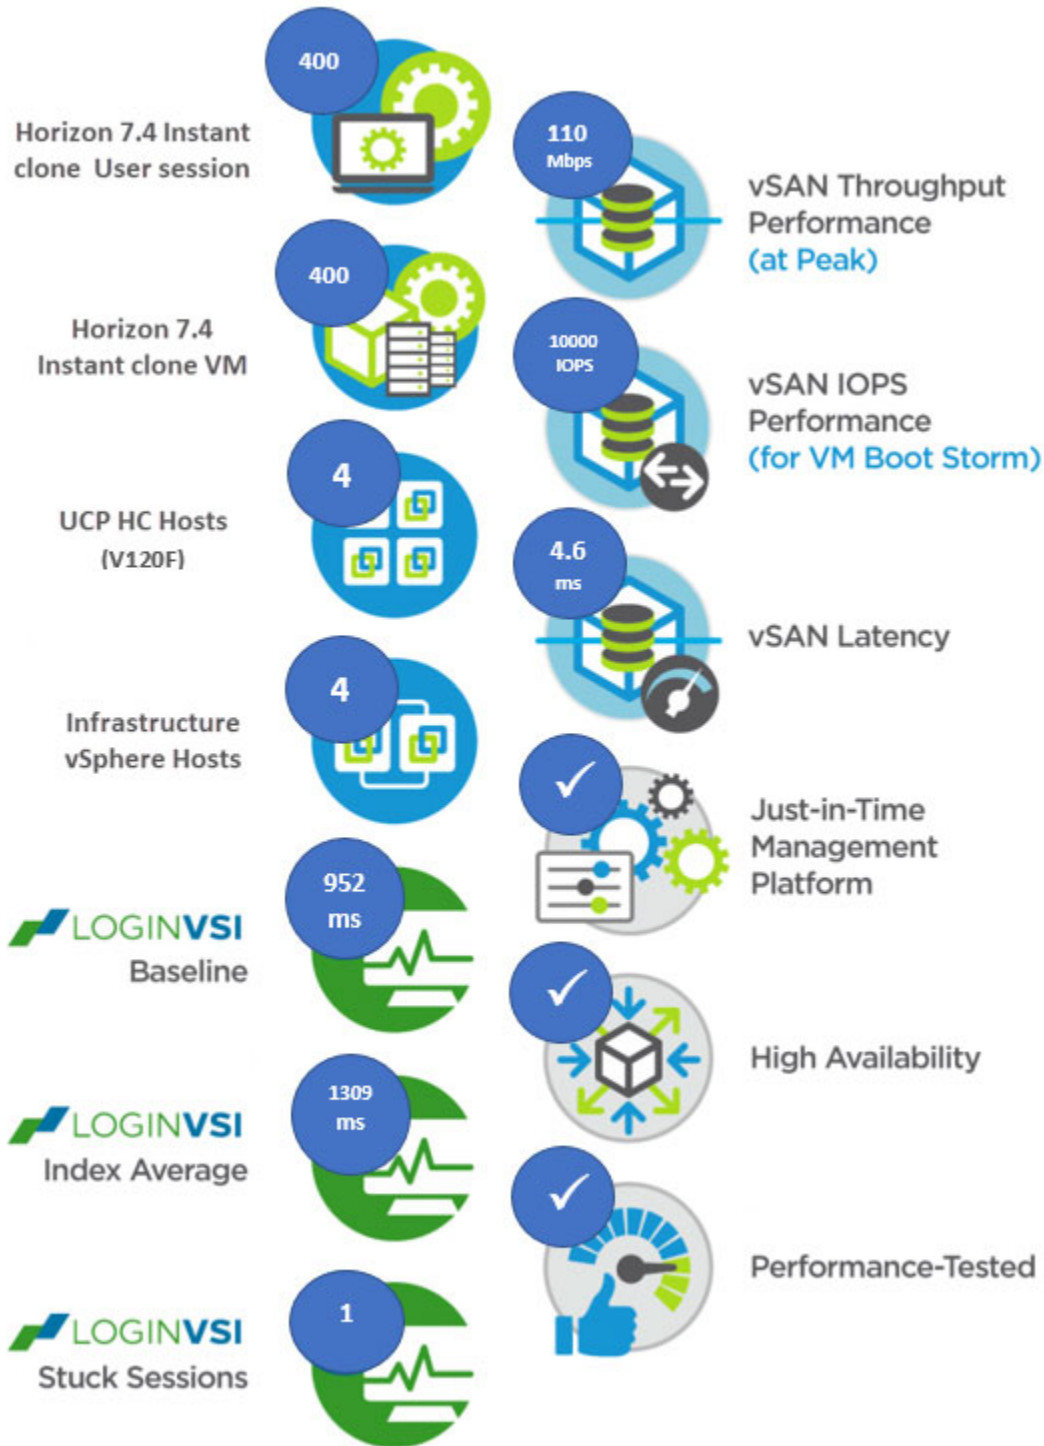 400
Horizon 7.4 Instant
clone User session
400
Horizon 7.4
Instant clone VM
4
UCP HC Hosts
(V120F)
4
Infrastructure
vSphere Hosts
952
ms
LOGINVSI
Baseline
1309
ms
LOGINVSI
Index Average
1
LOGINVSI
Stuck Sessions
110
Mbps
vSAN Throughput
Performance
(at Peak)
10000
IOPS
vSAN IOPS
Performance
(for VM Boot Storm)
4.6
ms
vSAN Latency
Just-in-Time
Management
Platform
High Availability
Performance-Tested